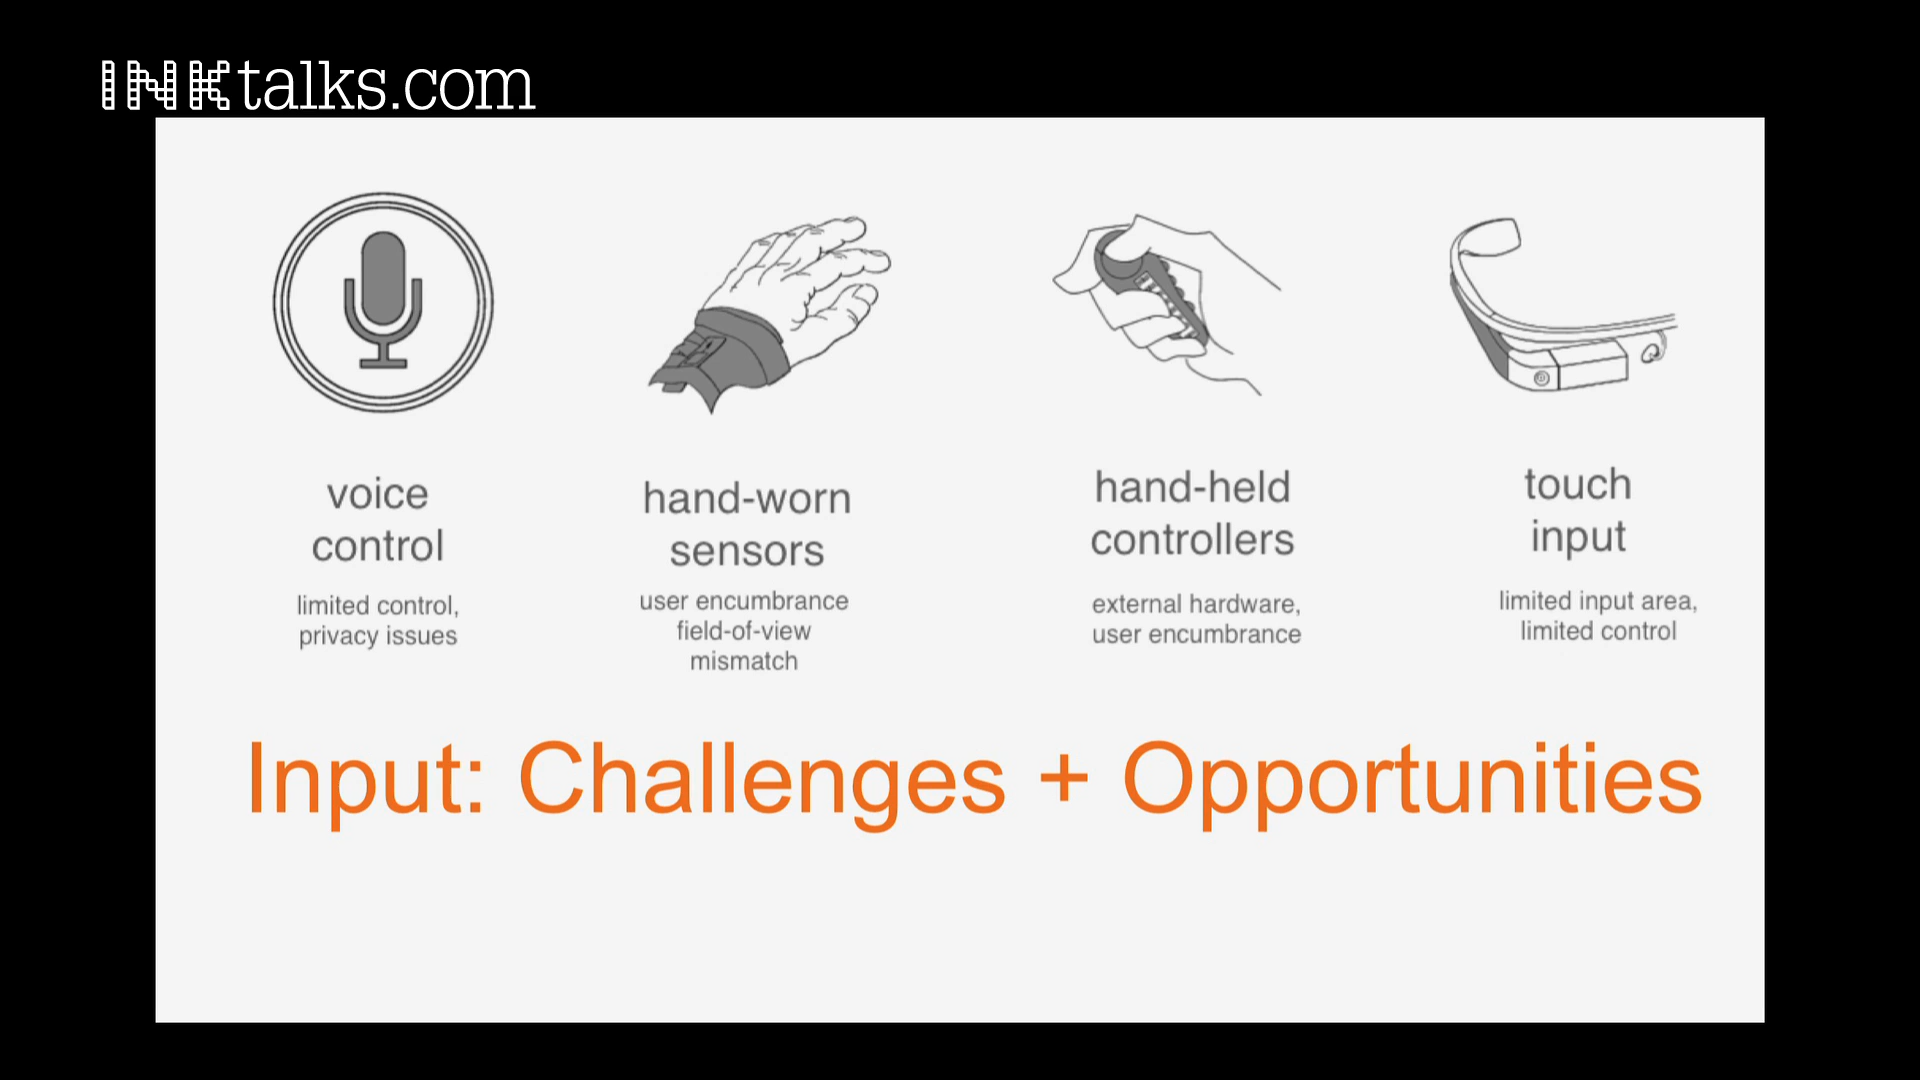 INKtalks.com
voice
control
limited control,
privacy issues
hand-worn
sensors
user encumbrance
field-of-view
mismatch
hand-held
controllers
external hardware,
user encumbrance
touch
input
limited input area,
limited control
Input: Challenges + Opportunities